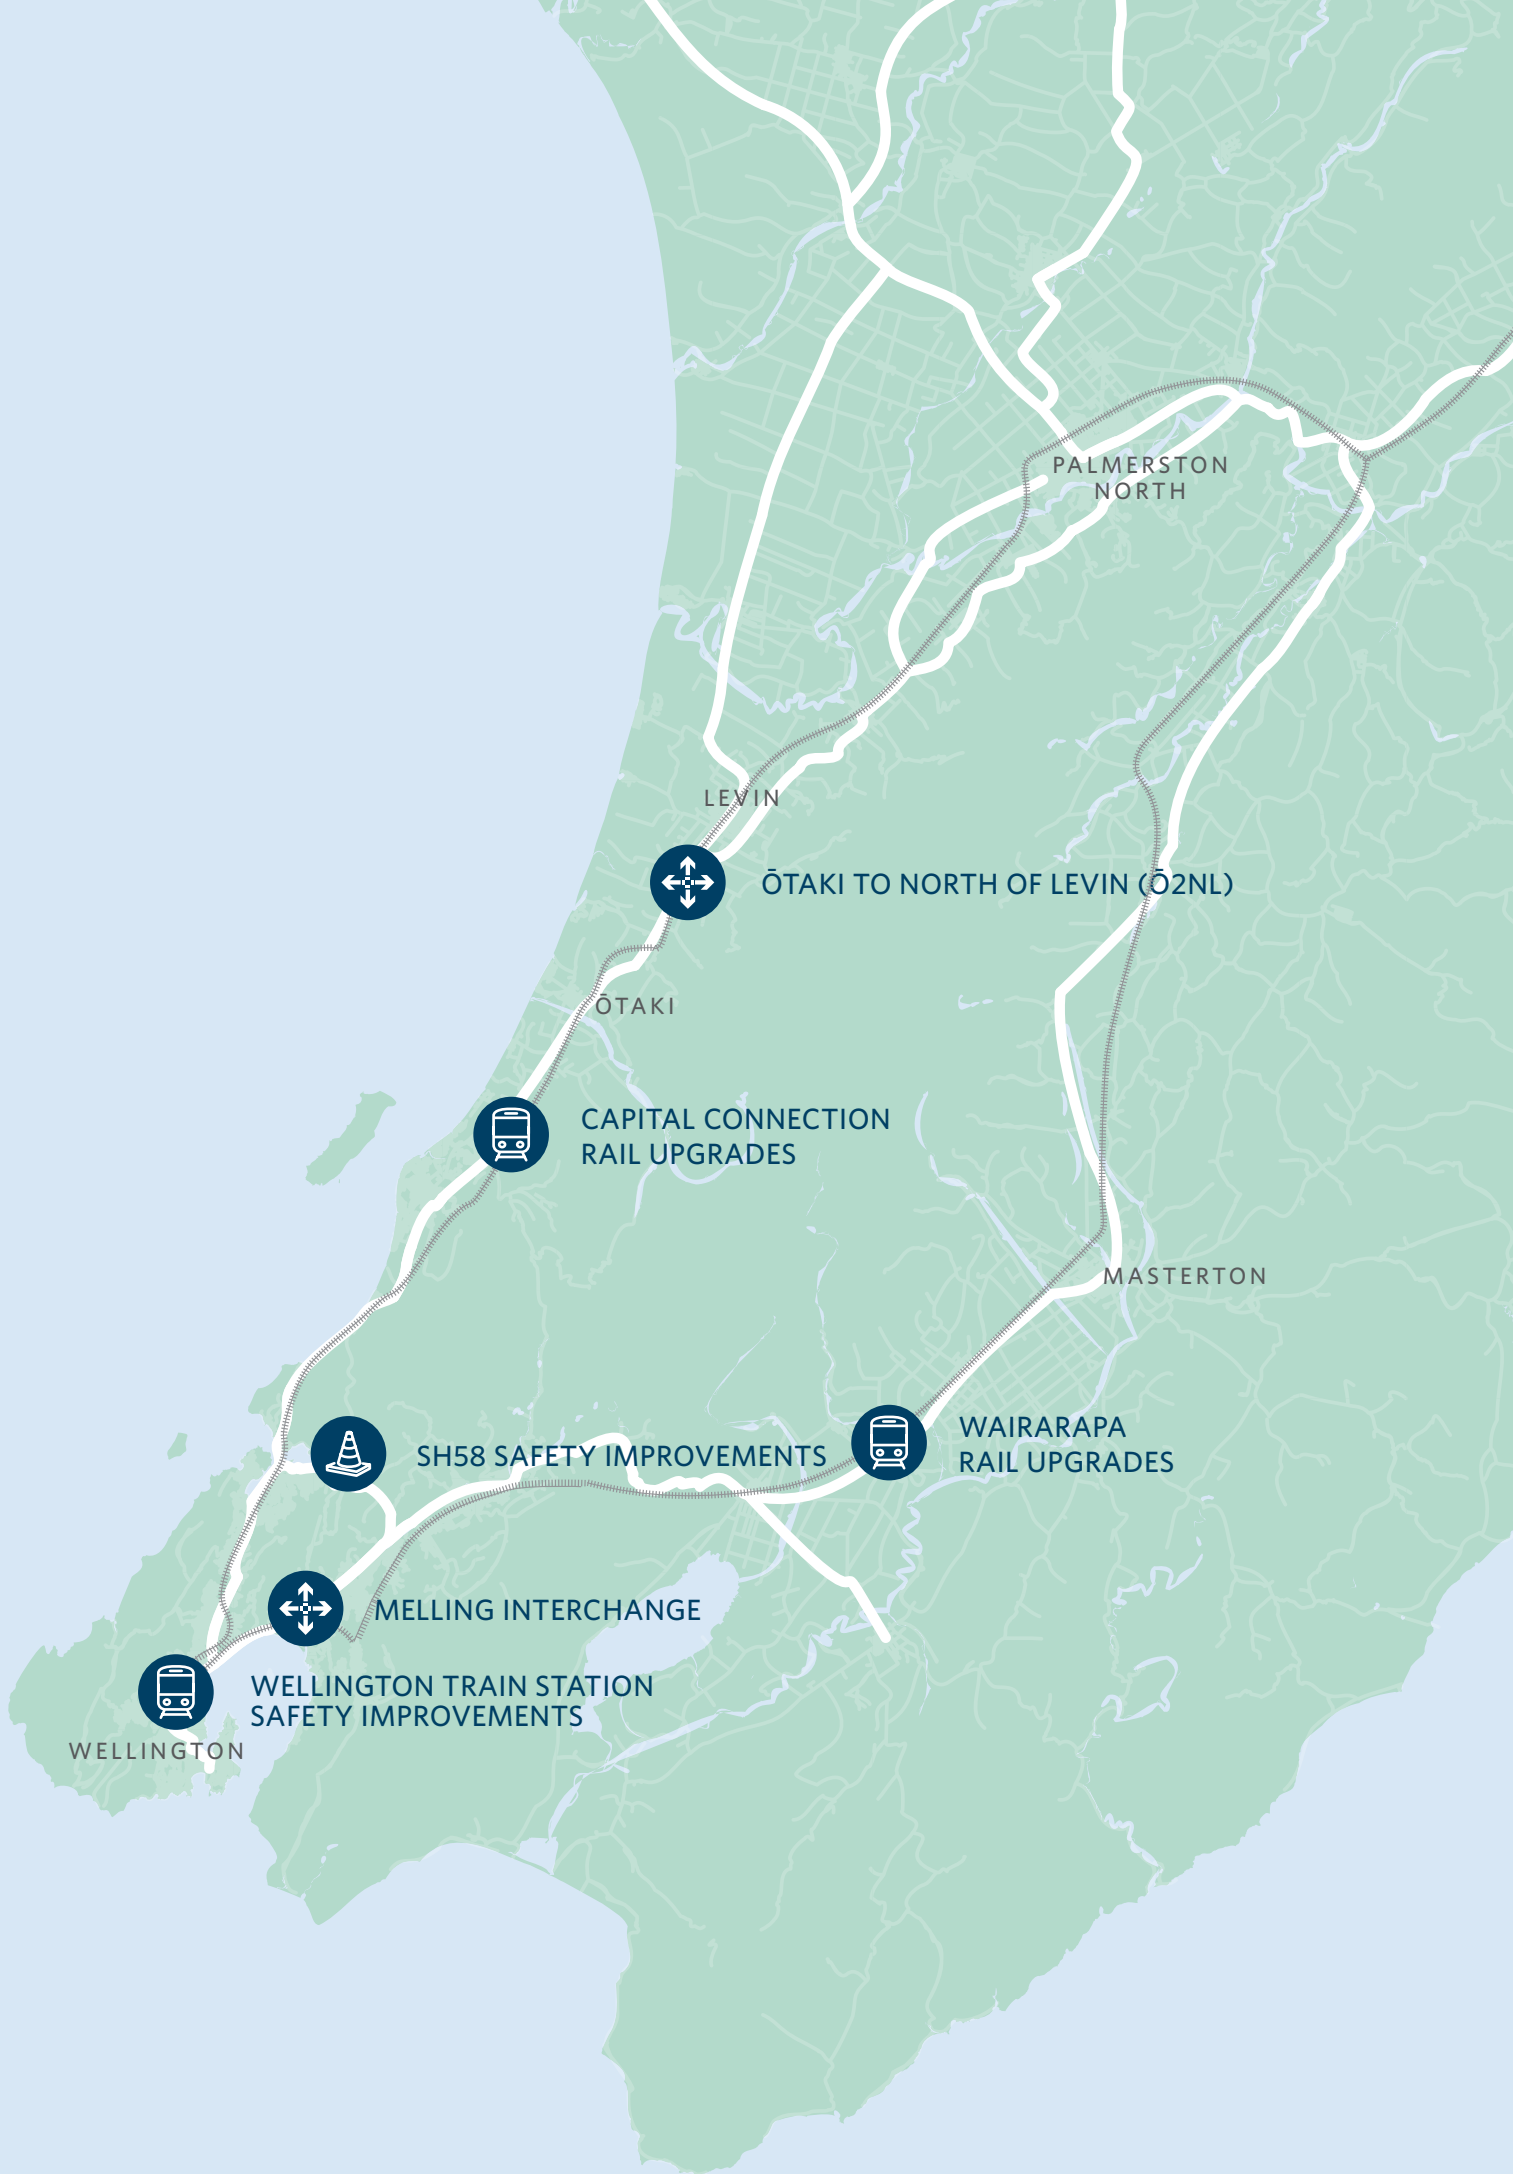 PALMERSTON
NORTH
LEVIN
ŌTAKI TO NORTH OF LEVIN (Ō2NL)
ŌTAKI
CAPITAL CONNECTION
RAIL UPGRADES
MASTERTON
WAIRARAPA
RAIL UPGRADES
SH58 SAFETY IMPROVEMENTS
MELLING INTERCHANGE
WELLINGTON TRAIN STATION
SAFETY IMPROVEMENTS
WELLINGTON